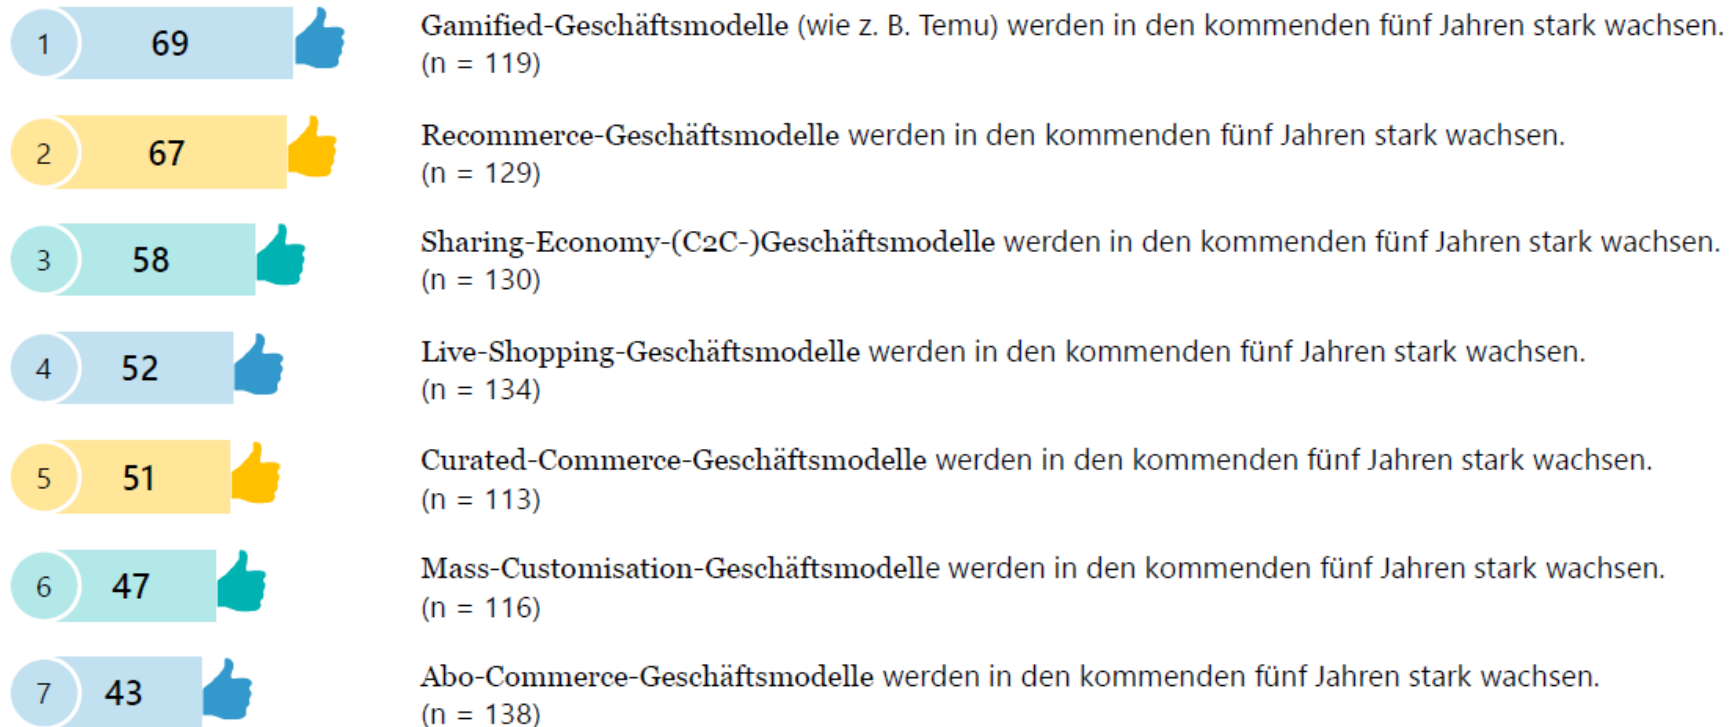 1 69 Gamified-Geschäftsmodelle (wie z. B. Temu) werden in den kommenden fünf Jahren stark wachsen.
(n = 119)
2 67 Recommerce-Geschäftsmodelle werden in den kommenden fünf Jahren stark wachsen.
(n = 129)
3 58 Sharing-Economy-(C2C-)Geschäftsmodelle werden in den kommenden fünf Jahren stark wachsen.
(n = 130)
4 52 Live-Shopping-Geschäftsmodelle werden in den kommenden fünf Jahren stark wachsen.
(n = 134)
5 51 Curated-Commerce-Geschäftsmodelle werden in den kommenden fünf Jahren stark wachsen.
(n = 113)
6 47 Mass-Customisation-Geschäftsmodelle werden in den kommenden fünf Jahren stark wachsen.
(n = 116)
7 43 Abo-Commerce-Geschäftsmodelle werden in den kommenden fünf Jahren stark wachsen.
(n = 138)